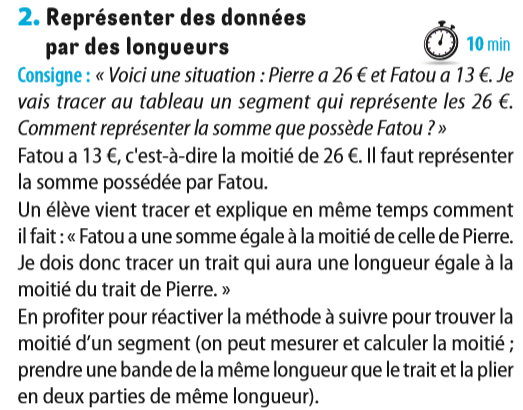 2. Représenter des données
par des longueurs
10 min
Consigne : « Voici une situation : Pierre a 26 € et Fatou a 13 €. Je
vais tracer au tableau un segment qui représente les 26 €.
Comment représenter la somme que possède Fatou ? »
Fatou a 13 €, c'est-à-dire la moitié de 26 €. Il faut représenter
la somme possédée par Fatou.
Un élève vient tracer et explique en même temps comment
il fait : « Fatou a une somme égale à la moitié de celle de Pierre.
Je dois donc tracer un trait qui aura une longueur égale à la
moitié du trait de Pierre. »
En profiter pour réactiver la méthode à suivre pour trouver la
moitié d’un segment (on peut mesurer et calculer la moitié ;
prendre une bande de la même longueur que le trait et la plier
en deux parties de même longueur).